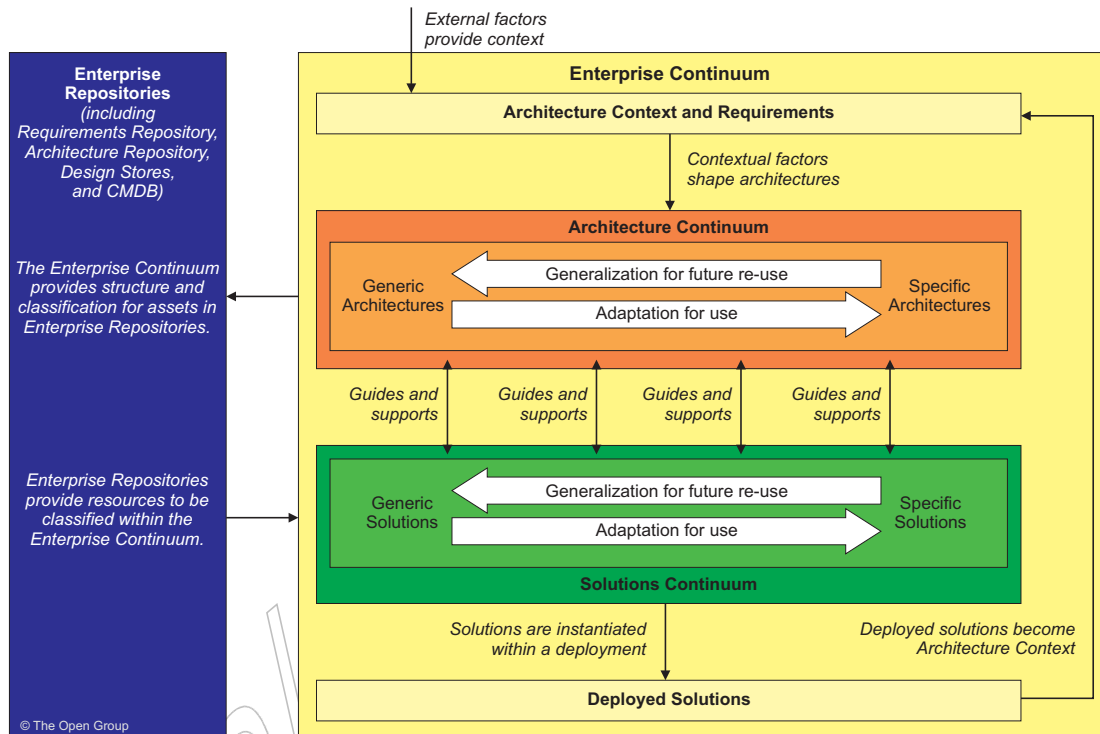 External factors
provide context
Enterprise
Repositories
(including
Requirements Repository,
Architecture Repository,
Design Stores,
and CMDB)
The Enterprise Continuum
provides structure and
classification for assets in
Enterprise Repositories.
Enterprise Repositories
provide resources to be
classified within the
Enterprise Continuum.
© The Open Group
Enterprise Continuum
Architecture Context and Requirements
Contextual factors
shape architectures
Architecture Continuum
Generic
Architectures
Generalization for future re-use
Adaptation for use
Specific
Architectures
Guides and
supports
Guides and
supports
Guides and
supports
Guides and
supports
Generic
Solutions
Generalization for future re-use
Adaptation for use
Specific
Solutions
Solutions Continuum
Solutions are instantiated
within a deployment
Deployed solutions become
Architecture Context
Deployed Solutions